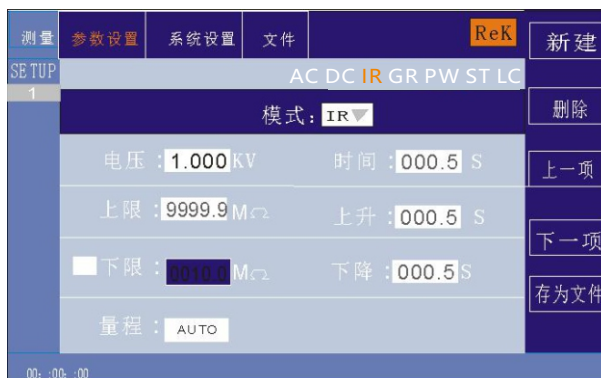 测量 参数设置 系统设置 文件 ReK 新建
SETUP AC DC IR GR PW ST LC
1
模式: IR 删除
电压: 1.000 KV 时间: 000.5 S 上一项
上限: 9999.9 MΩ 上升: 000.5 S
下一项
下限: 0010.0 MΩ 下降: 000.5 S
存为文件
量程: AUTO
00: :00: :00